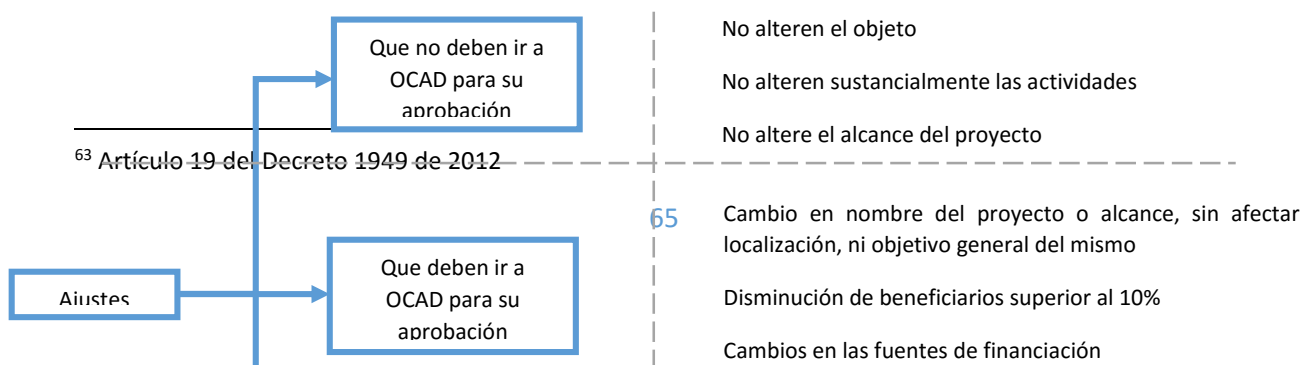 Que no deben ir a
OCAD para su
aprobación
No alteren el objeto
No alteren sustancialmente las actividades
No altere el alcance del proyecto
63 Artículo 19 del Decreto 1949 de 2012
65
Ajustes
Que deben ir a
OCAD para su
aprobación
Cambio en nombre del proyecto o alcance, sin afectar
localización, ni objetivo general del mismo
Disminución de beneficiarios superior al 10%
Cambios en las fuentes de financiación